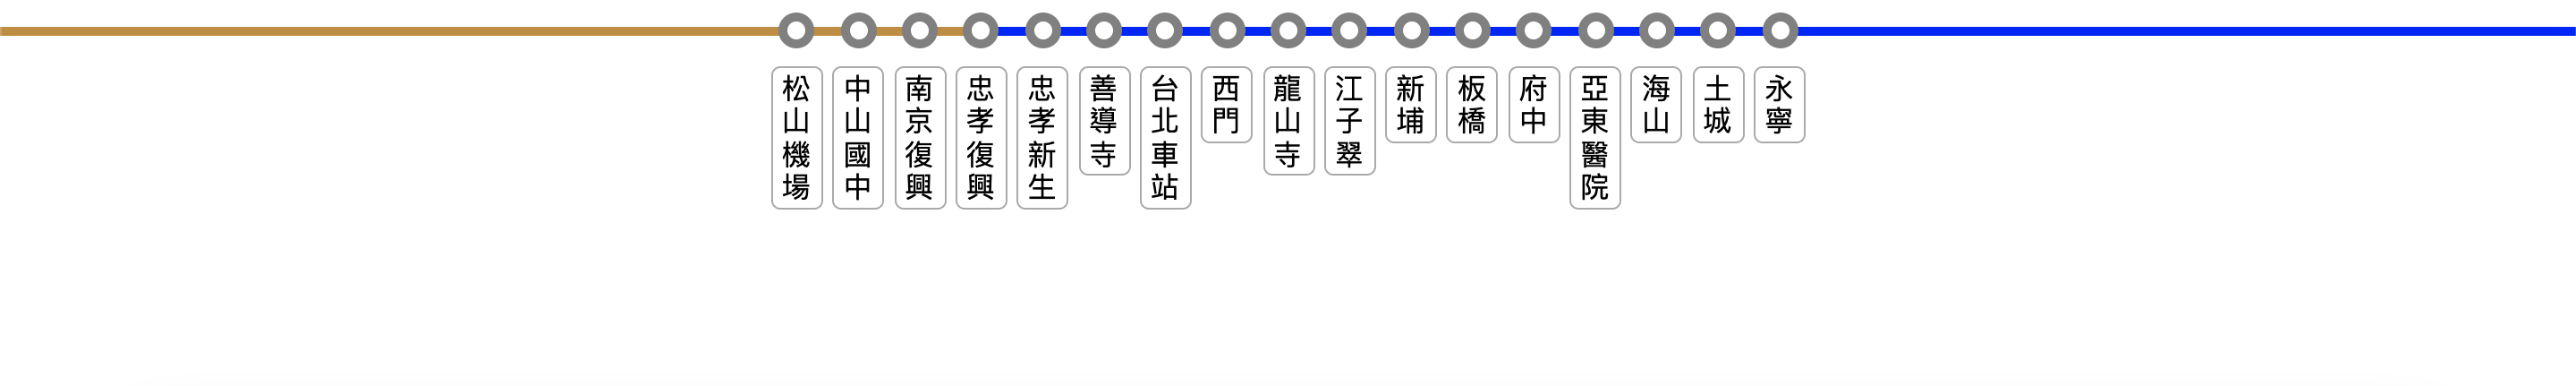 松山機場
中山國中
南京復興
忠孝復興
忠孝新生
善導寺
台北車站
西門
龍山寺
江子翠
新埔
板橋
府中
亞東醫院
海山
土城
永寧